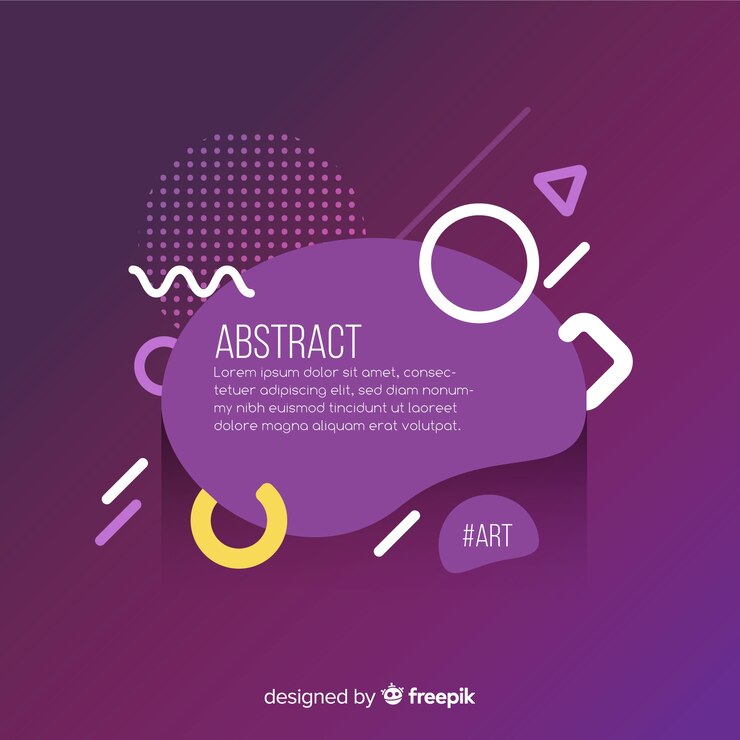 ABSTRACT
Lorem ipsum dolor sit amet, consec-
tetuer adipiscing elit, sed diam nonum-
my nibh euismod tincidunt ut laoreet
dolore magna aliquam erat volutpat.
#ART
designed by freepik